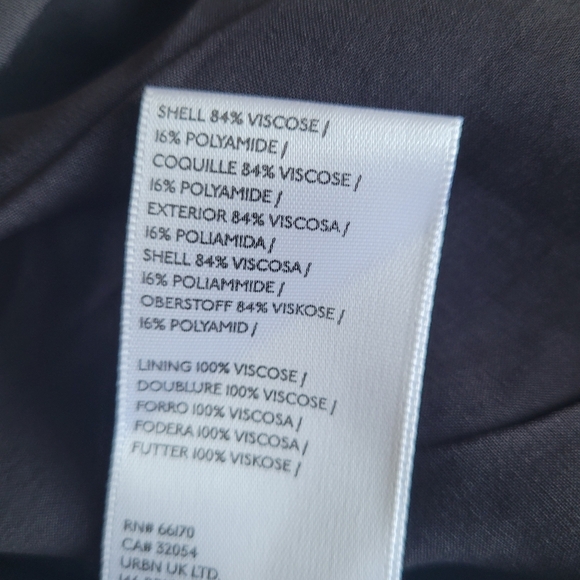 SHELL 84% VISCOSE /
16% POLYAMIDE /
COQUILLE 84% VISCOSE /
16% POLYAMIDE /
EXTERIOR 84% VISCOSA /
16% POLIAMIDA /
SHELL 84% VISCOSA /
16% POLIAMMIDE /
OBERSTOFF 84% VISKOSE /
16% POLYAMID /
LINING 100% VISCOSE /
DOUBLURE 100% VISCOSE /
FORRO 100% VISCOSA /
FODERA 100% VISCOSA /
FUTTER 100% VISKOSE /
RN# 66170
CA# 32054
URBN UK LTD.